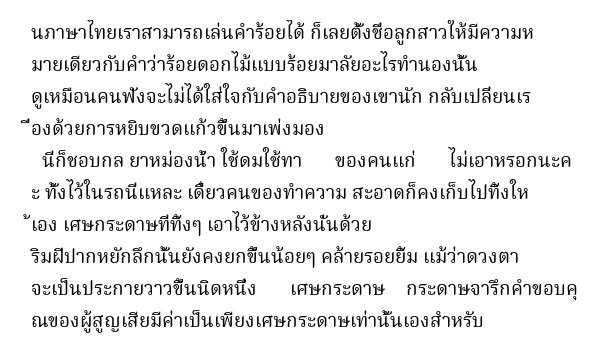 นภาษาไทยเราสามารถเล่นคำร้อยได้ ก็เลยตั้งชื่อลูกสาวให้มีความห
มายเดียวกับคำว่าร้อยดอกไม้แบบร้อยมาลัยอะไรทำนองนั้น
ดูเหมือนคนฟังจะไม่ได้ใส่ใจกับคำอธิบายของเขานัก กลับเปลี่ยนเร
ื่องด้วยการหยิบขวดแก้วขึ้นมาเพ่งมอง
นี่ก็ชอบกล ยาหม่องน้ำ ใช้ดมใช้ทา ของคนแก่ ไม่เอาหรอกนะค
ะ ทิ้งไว้ในรถนี่แหละ เดี๋ยวคนของทำความ สะอาดก็คงเก็บไปทิ้งให
้เอง เศษกระดาษที่ทิ้งๆ เอาไว้ข้างหลังนั่นด้วย
ริมฝีปากหยักลึกนั้นยังคงยกขึ้นน้อยๆ คล้ายรอยยิ้ม แม้ว่าดวงตา
จะเป็นประกายวาวขึ้นนิดหนึ่ง เศษกระดาษ กระดาษจารึกคำขอบคุ
ณของผู้สูญเสียมีค่าเป็นเพียงเศษกระดาษเท่านั้นเองสำหรับ